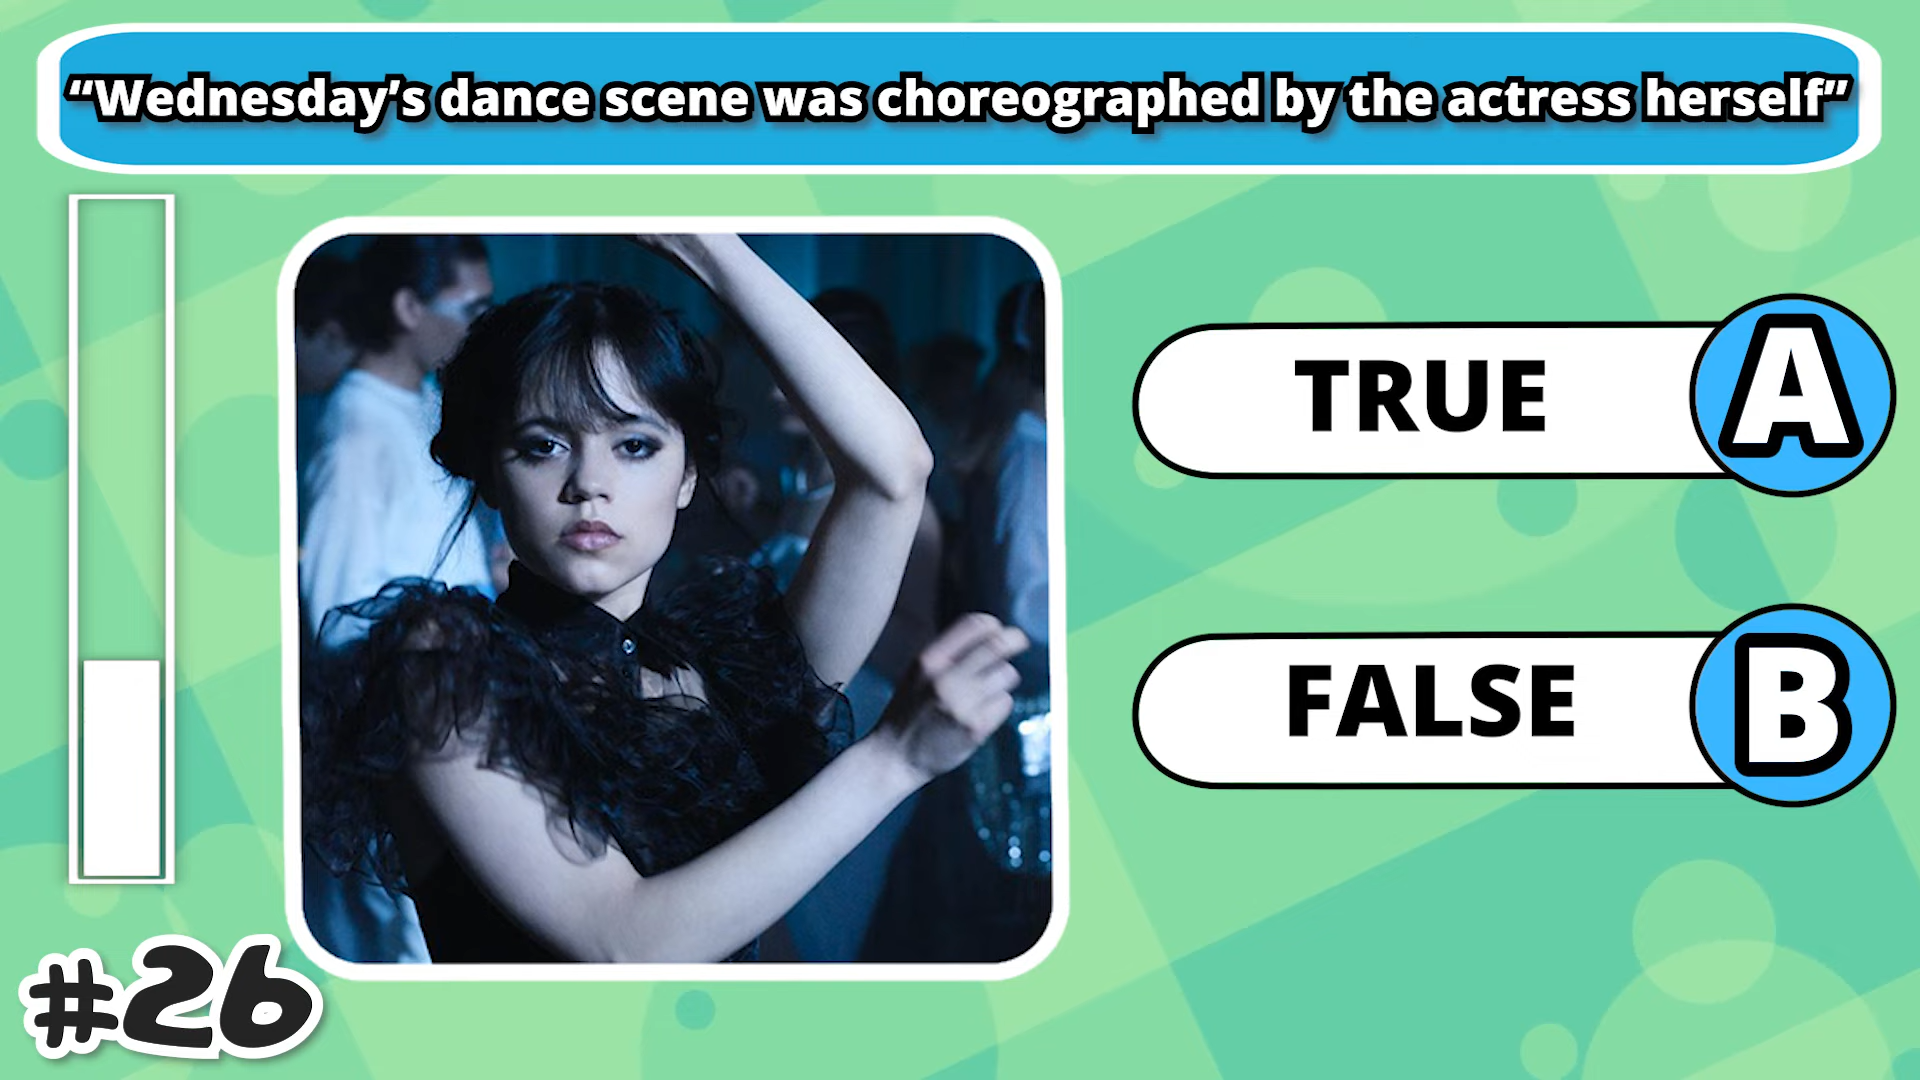 “Wednesday’s dance scene was choreographed by the actress herself”
TRUE
A
FALSE
B
#26